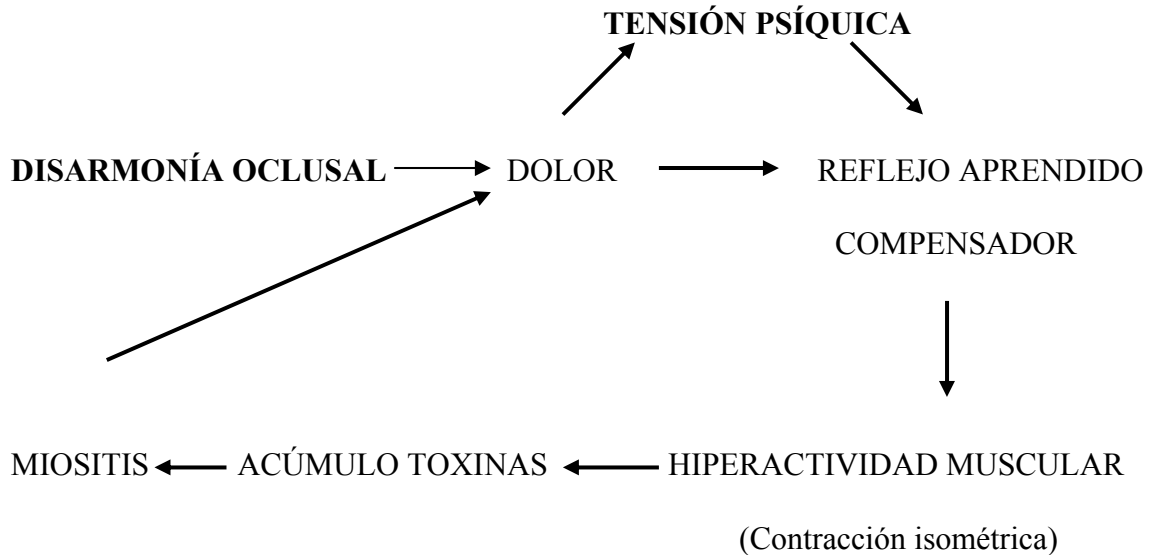 TENSIÓN PSÍQUICA
DISARMONÍA OCLUSAL DOLOR REFLEJO APRENDIDO
COMPENSADOR
MIOSITIS ACÚMULO TOXINAS HIPERACTIVIDAD MUSCULAR
(Contracción isométrica)